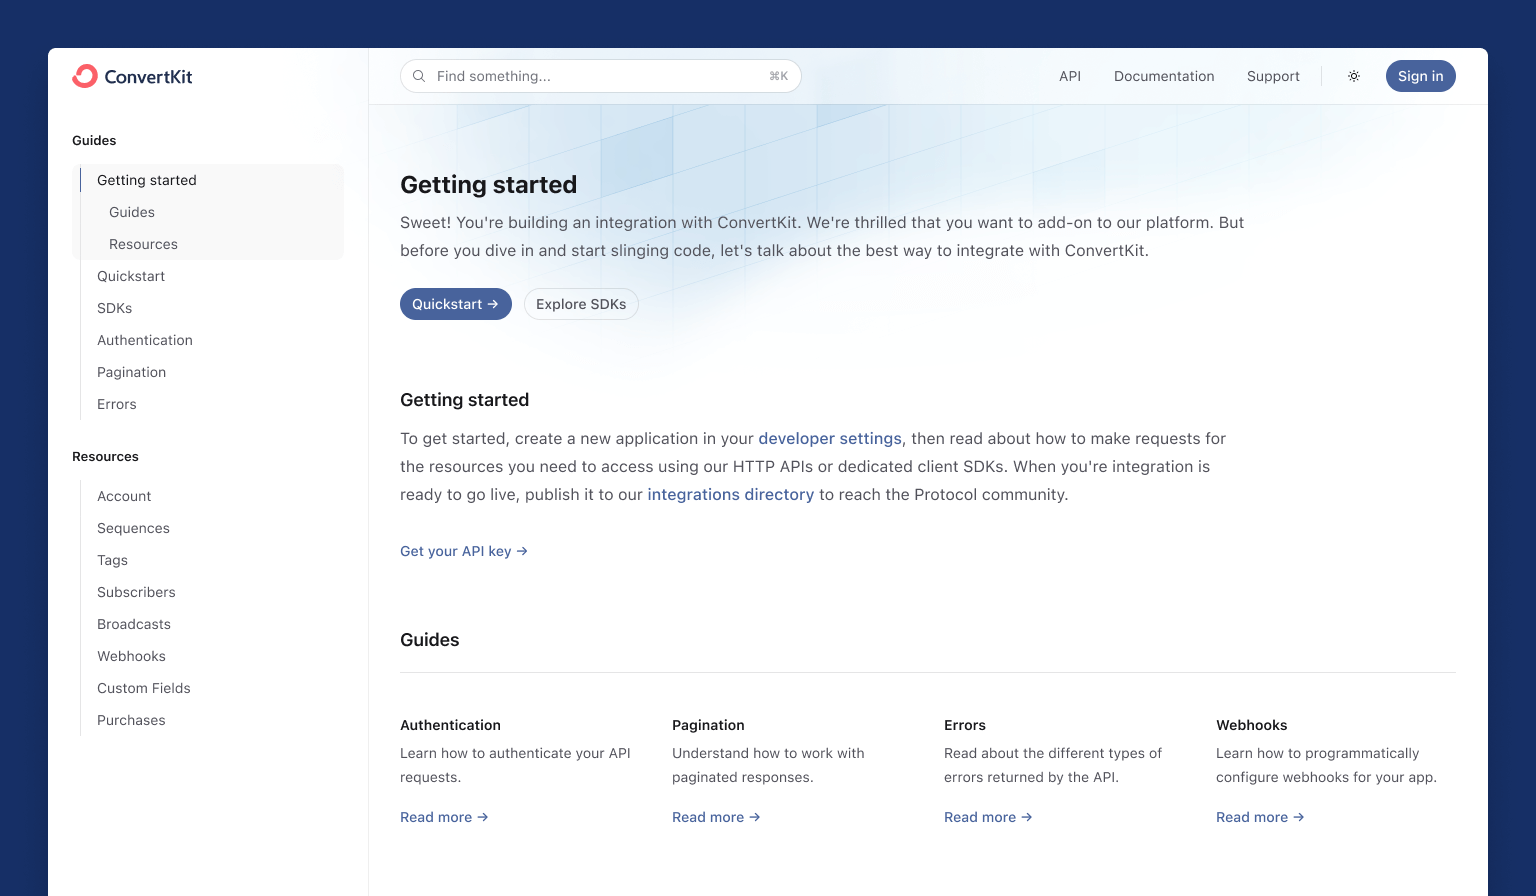 ConvertKit
Find something...
⌘K
API
Documentation
Support
Sign in
Guides
Getting started
Guides
Resources
Quickstart
SDKs
Authentication
Pagination
Errors
Resources
Account
Sequences
Tags
Subscribers
Broadcasts
Webhooks
Custom Fields
Purchases
Getting started
Sweet! You're building an integration with ConvertKit. We're thrilled that you want to add-on to our platform. But
before you dive in and start slinging code, let's talk about the best way to integrate with ConvertKit.
Quickstart →
Explore SDKs
Getting started
To get started, create a new application in your developer settings, then read about how to make requests for
the resources you need to access using our HTTP APIs or dedicated client SDKs. When you're integration is
ready to go live, publish it to our integrations directory to reach the Protocol community.
Get your API key →
Guides
Authentication
Learn how to authenticate your API
requests.
Read more →
Pagination
Understand how to work with
paginated responses.
Read more →
Errors
Read about the different types of
errors returned by the API.
Read more →
Webhooks
Learn how to programmatically
configure webhooks for your app.
Read more →